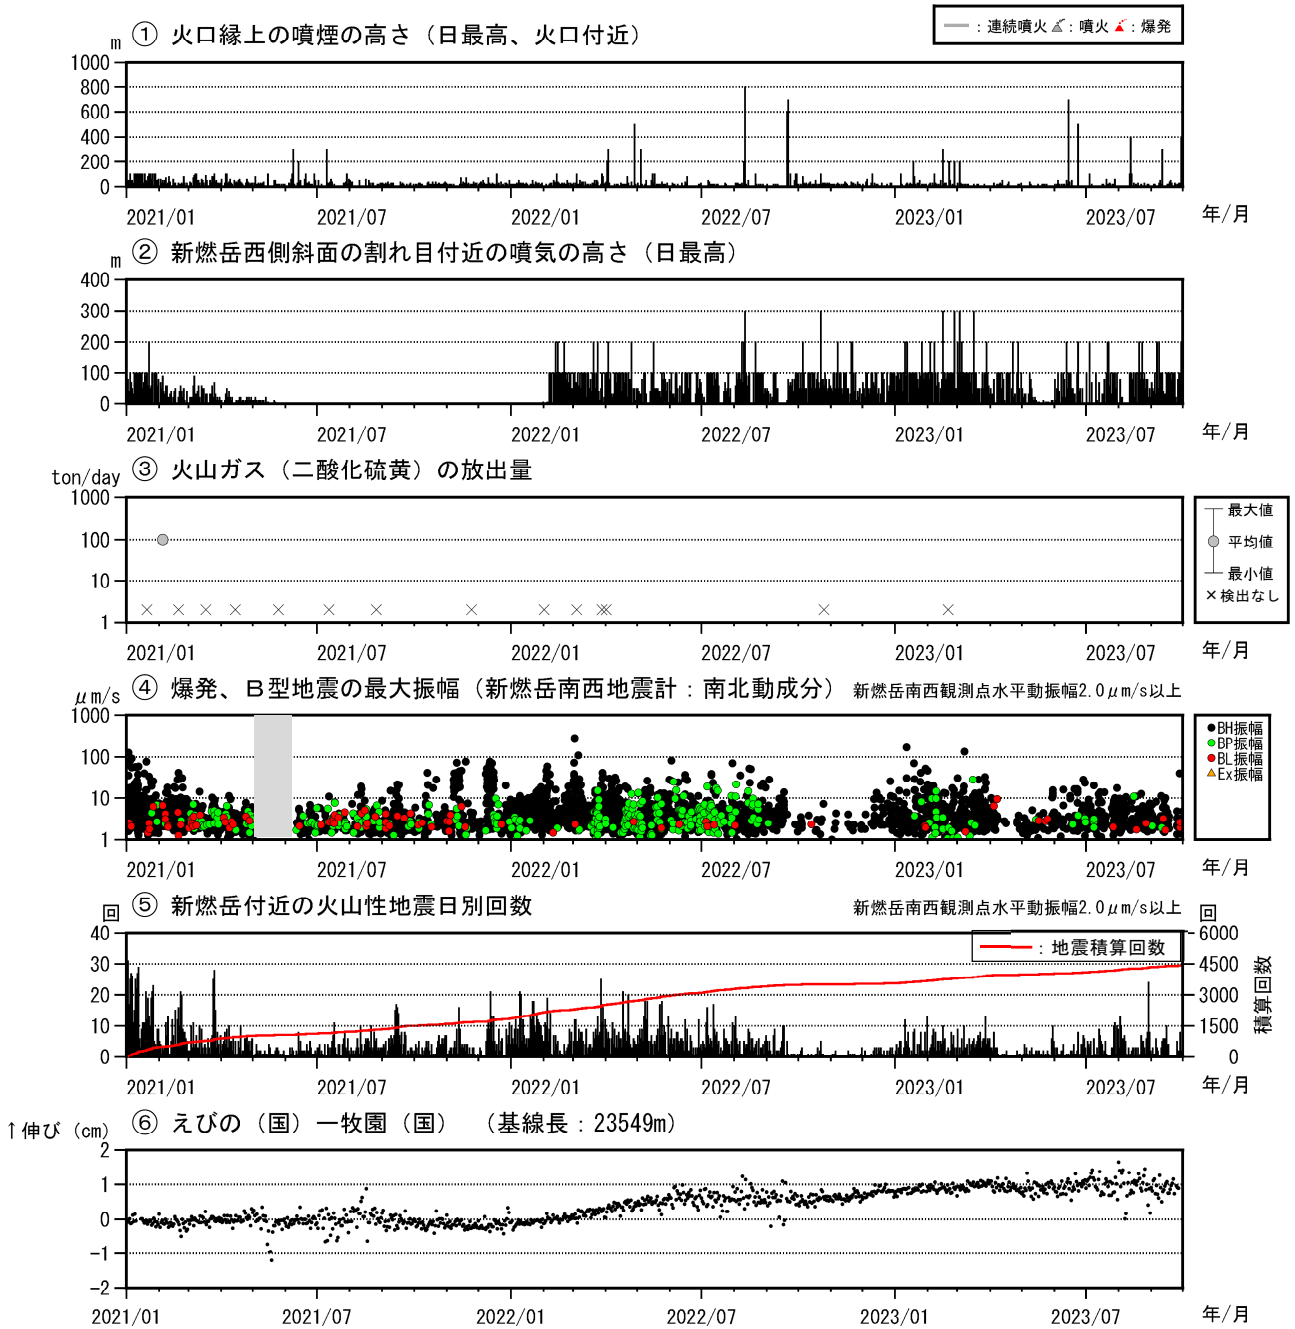 ① 火口縁上の噴煙の高さ（日最高、火口付近）
─ : 連続噴火 : 噴火 : 爆発
m
1000
800
600
400
200
0
2021/01 2021/07 2022/01 2022/07 2023/01 2023/07 年/月
② 新燃岳西側斜面の割れ目付近の噴気の高さ（日最高）
m
400
300
200
100
0
2021/01 2021/07 2022/01 2022/07 2023/01 2023/07 年/月
③ 火山ガス（二酸化硫黄）の放出量
ton/day
1000
100
10
1
最大値
平均値
最小値
×検出なし
2021/01 2021/07 2022/01 2022/07 2023/01 2023/07 年/月
④ 爆発、Ｂ型地震の最大振幅（新燃岳南西地震計：南北動成分） 新燃岳南西観測点水平動振幅2.0μm/s以上
μm/s
1000
100
10
1
BH振幅
BP振幅
BL振幅
Ex振幅
2021/01 2021/07 2022/01 2022/07 2023/01 2023/07 年/月
⑤ 新燃岳付近の火山性地震日別回数 新燃岳南西観測点水平動振幅2.0μm/s以上
回
40
30
20
10
0
: 地震積算回数
回
6000
4500
3000
1500
0
積算回数
2021/01 2021/07 2022/01 2022/07 2023/01 2023/07 年/月
⑥ えびの（国）－牧園（国） （基線長：23549m）
↑伸び（cm）
2
1
0
-1
-2
2021/01 2021/07 2022/01 2022/07 2023/01 2023/07 年/月